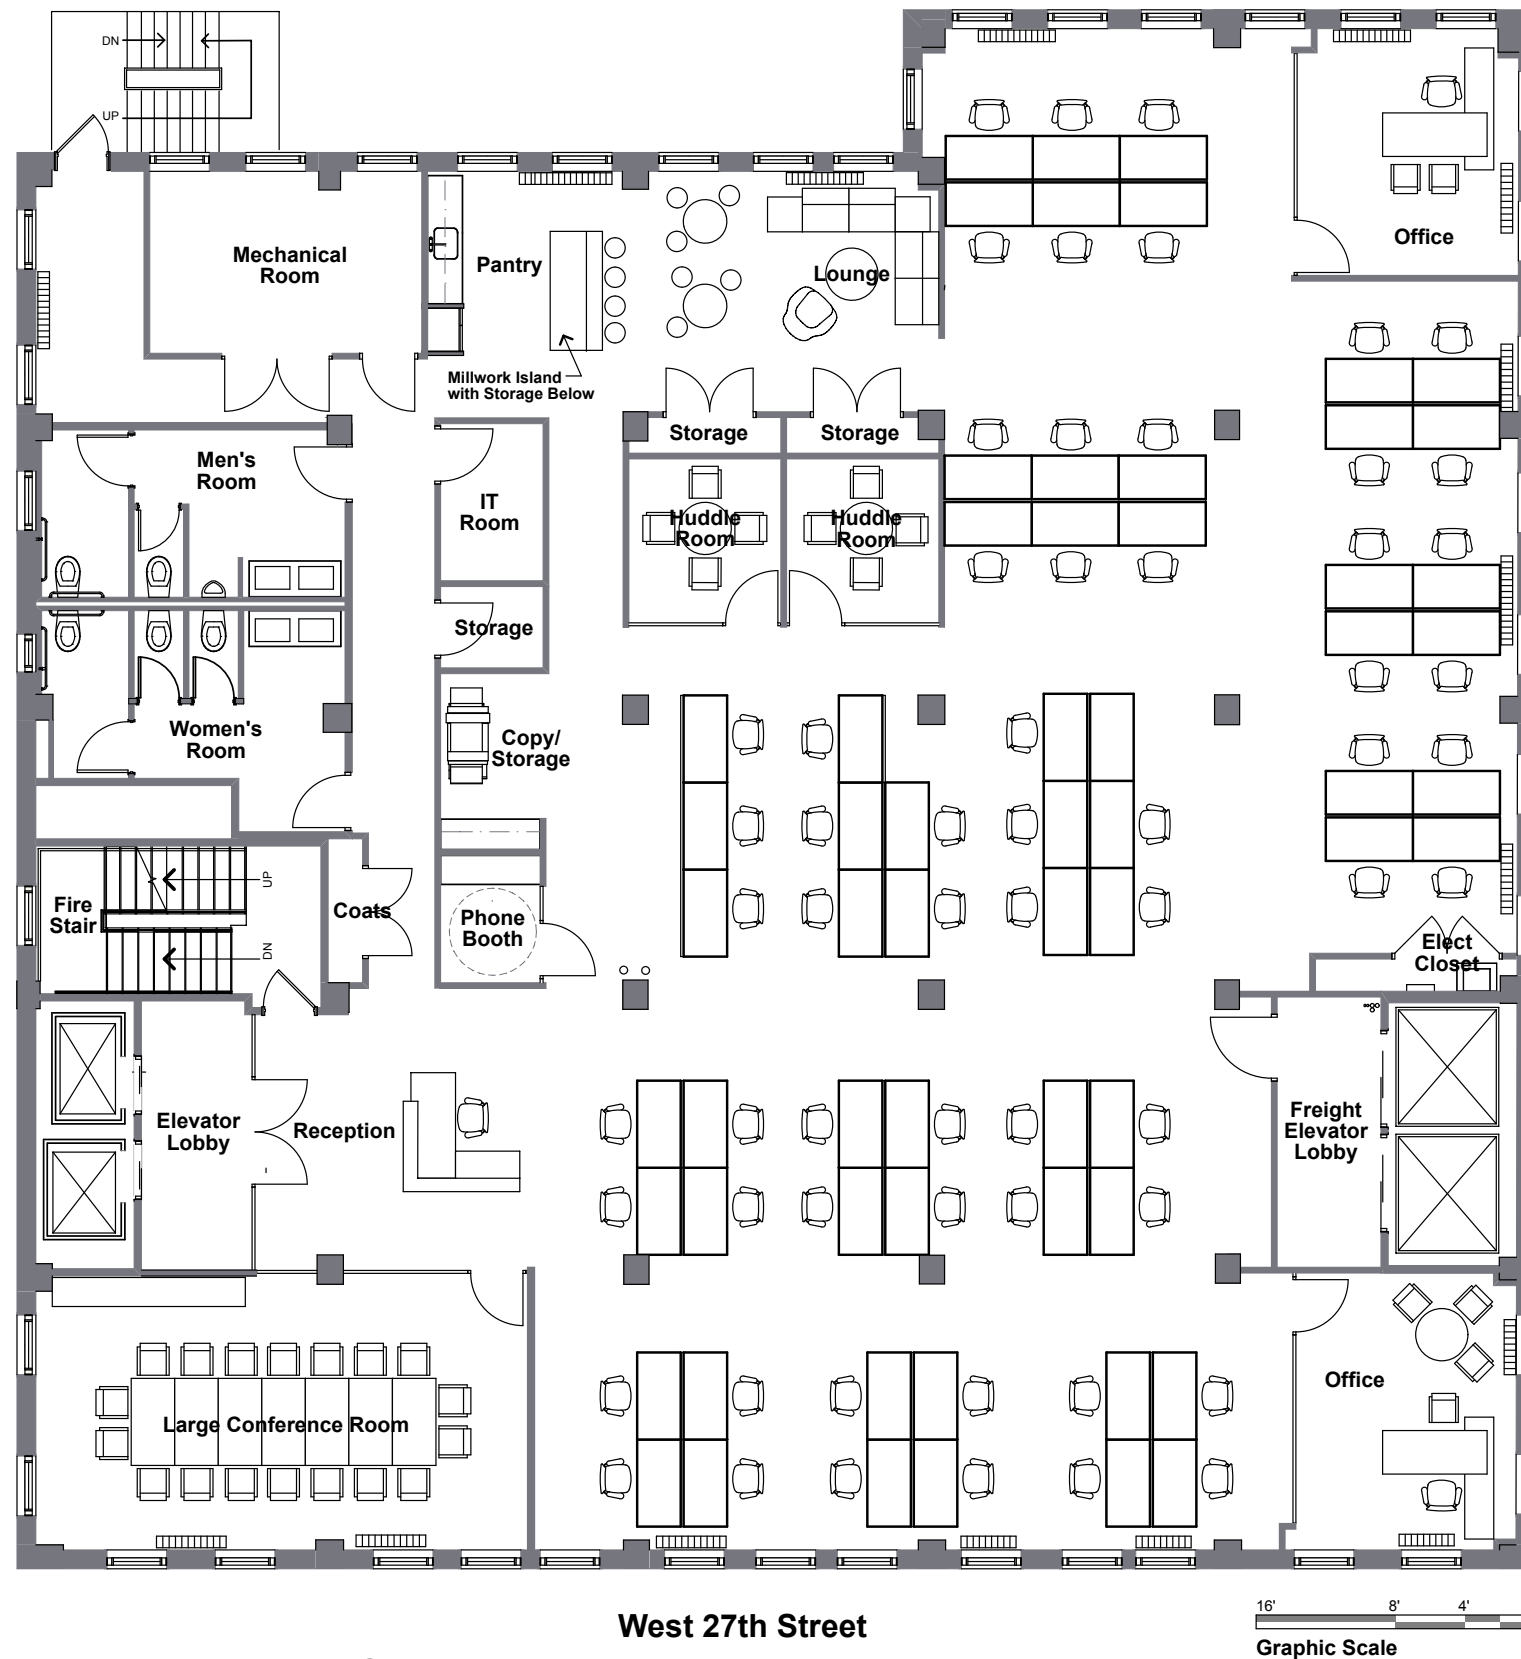 DN
UP
Mechanical
Room
Pantry
Lounge
Office
Millwork Island
with Storage Below
Men's
Room
IT
Room
Storage
Storage
Huddle
Room
Huddle
Room
Storage
Women's
Room
Copy/
Storage
UP
Fire
Stair
DN
Coats
Phone
Booth
Elect
Closet
Elevator
Lobby
Reception
Freight
Elevator
Lobby
Office
Large Conference Room
West 27th Street
16' 8' 4'
Graphic Scale